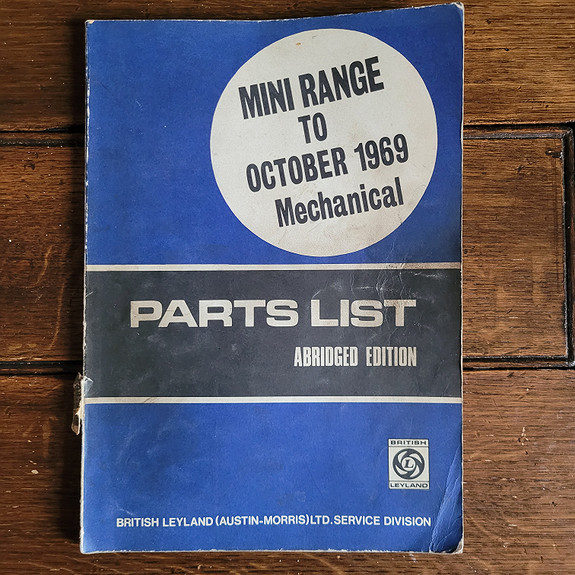 MINI RANGE
TO
OCTOBER 1969
Mechanical
PARTS LIST
ABRIDGED EDITION
BRITISH
L
LEYLAND
BRITISH LEYLAND (AUSTIN-MORRIS) LTD. SERVICE DIVISION